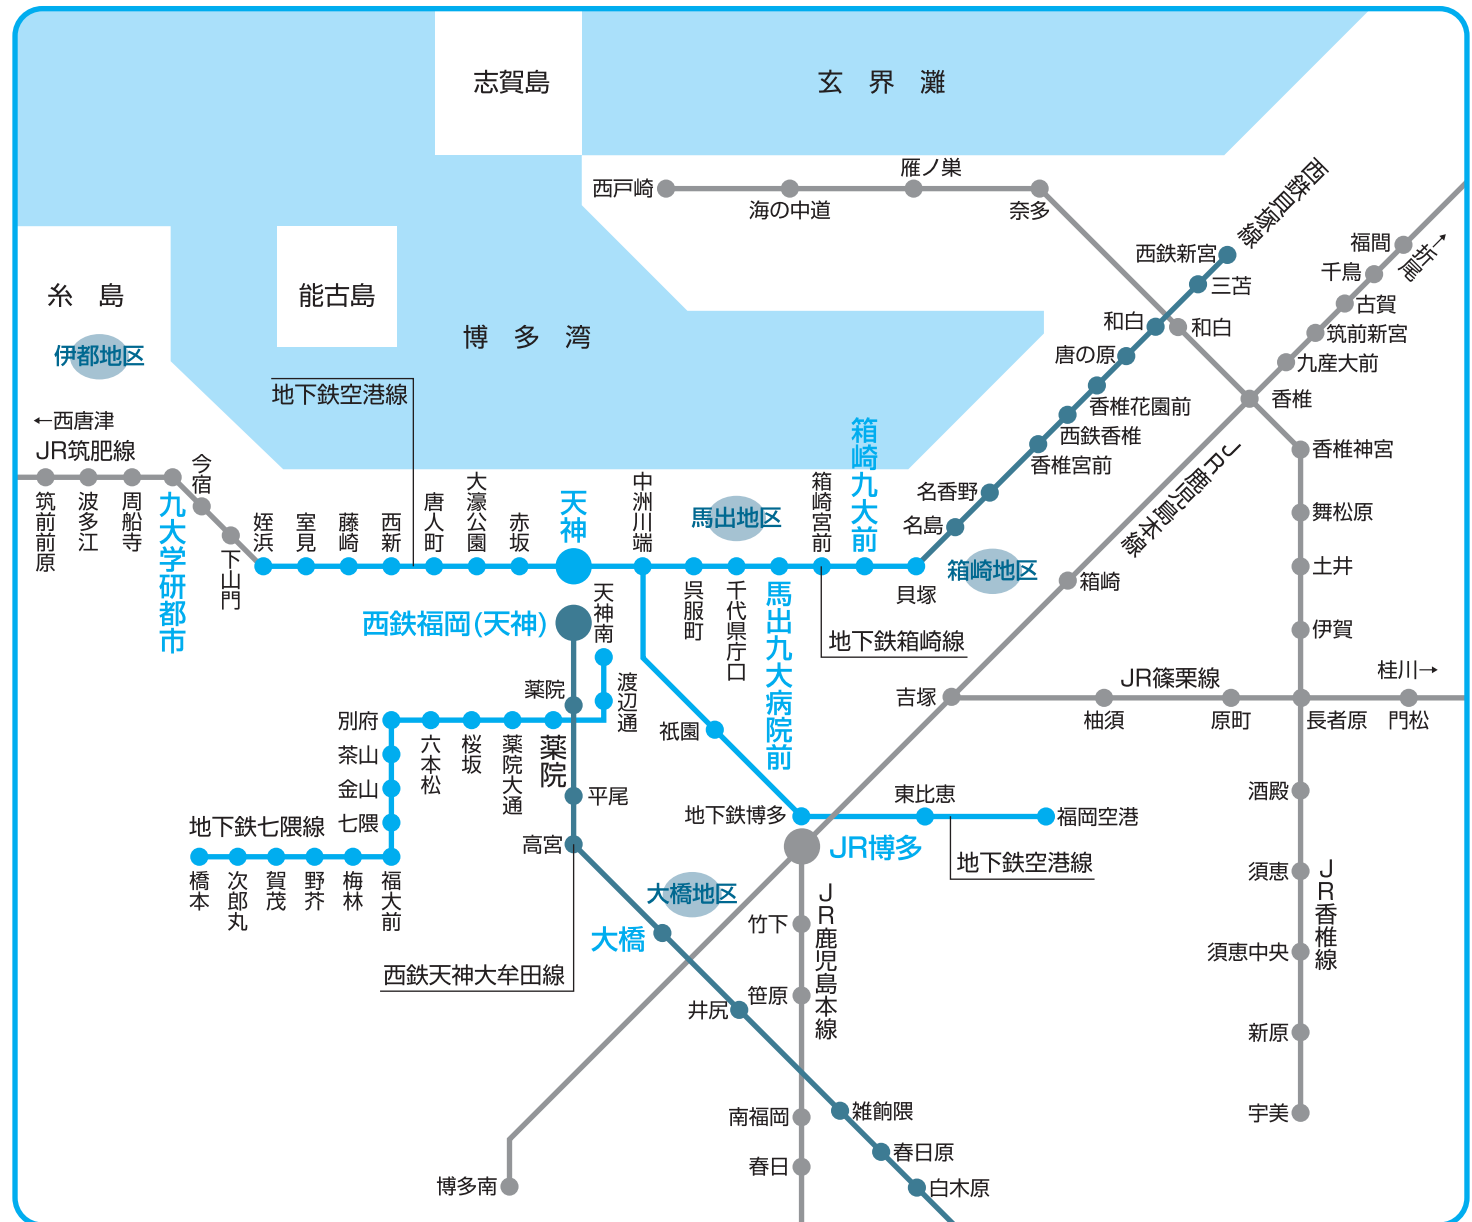 志賀島
玄界灘
西戸崎
海の中道
雁ノ巣
奈多
西鉄貝塚線
西鉄新宮
三苫
和白
和白
唐の原
香椎花園前
西鉄香椎
香椎宮前
名香野
名島
福間
折尾
→
千鳥
古賀
筑前新宮
九産大前
香椎
糸島
能古島
博多湾
伊都地区
地下鉄空港線
←西唐津
JR筑肥線
筑前前原
波多江
周船寺
九大学研都市
今宿
下山門
姪浜
室見
藤崎
西新
唐人町
大濠公園
赤坂
天神
中洲川端
呉服町
千代県庁口
馬出地区
馬出九大病院前
箱崎宮前
箱崎九大前
貝塚
箱崎地区
地下鉄箱崎線
JR鹿児島本線
箱崎
吉塚
香椎神宮
舞松原
土井
伊賀
JR篠栗線
柚須
原町
長者原
門松
桂川→
西鉄福岡(天神)
天神南
渡辺通
薬院
薬院
薬院大通
桜坂
六本松
別府
茶山
金山
七隈
地下鉄七隈線
橋本
次郎丸
賀茂
野芥
梅林
福大前
平尾
高宮
祇園
地下鉄博多
東比恵
福岡空港
地下鉄空港線
JR博多
大橋地区
大橋
西鉄天神大牟田線
井尻
竹下
笹原
JR鹿児島本線
南福岡
春日
博多南
雑餉隈
春日原
白木原
酒殿
須恵
須恵中央
新原
宇美
JR香椎線